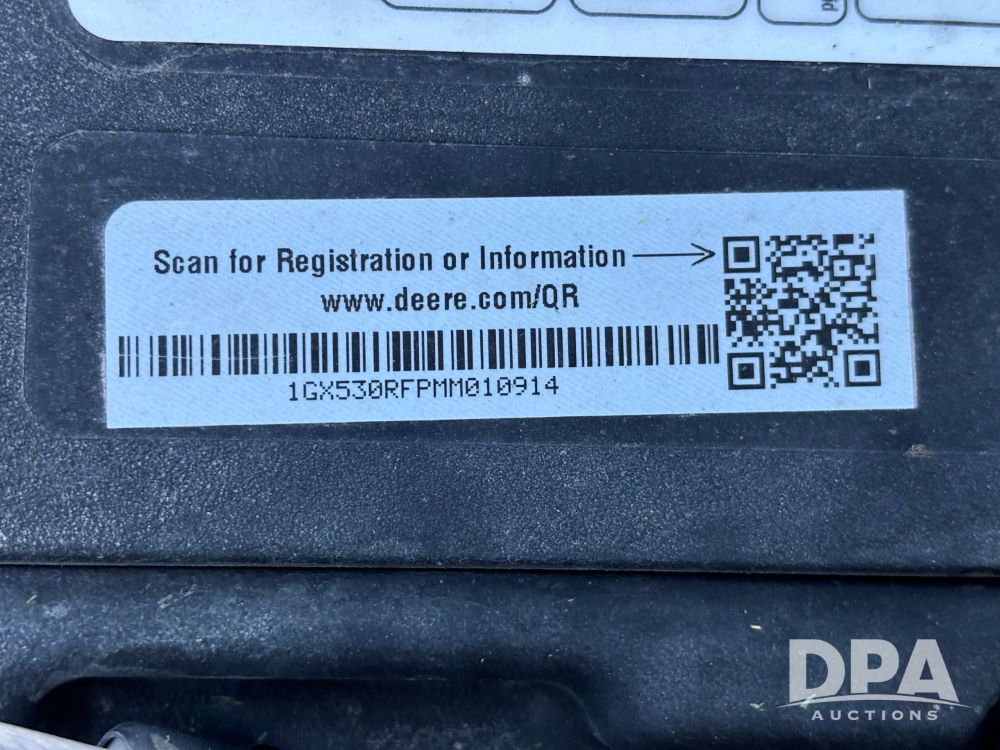 Scan for Registration or Information
www.deere.com/QR
1GX530RFPMM010914
DPA
AUCTIONS